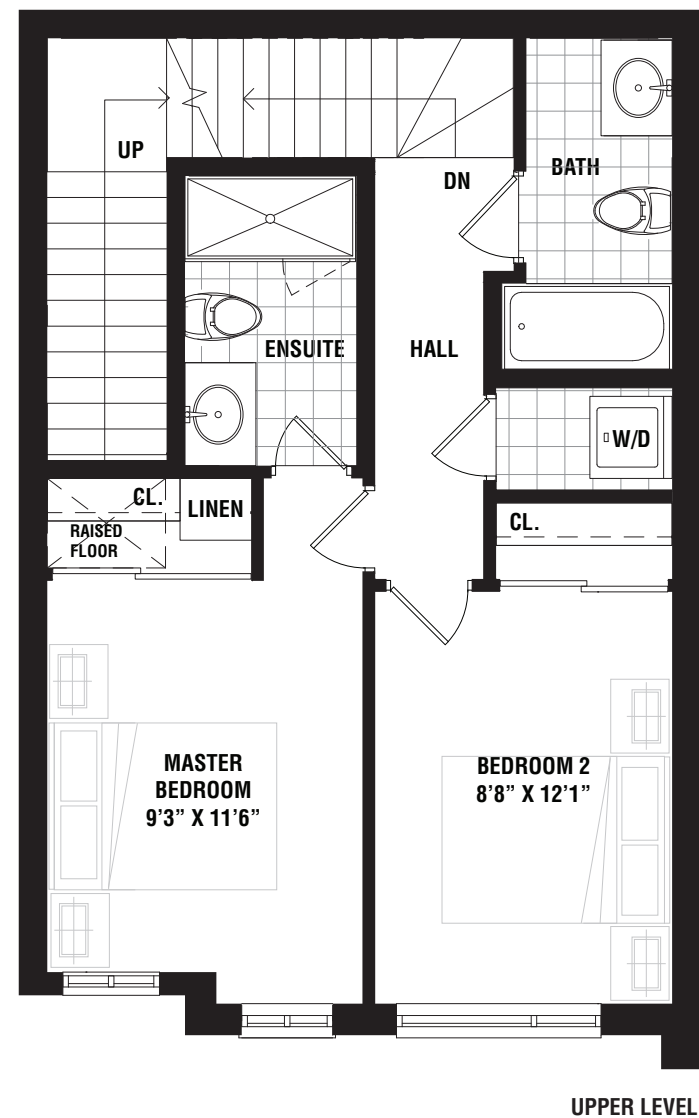 UP
DN
BATH
ENSUITE
HALL
W/D
CL.
LINEN
RAISED
FLOOR
CL.
MASTER
BEDROOM
9’3” X 11’6”
BEDROOM 2
8’8” X 12’1”
UPPER LEVEL